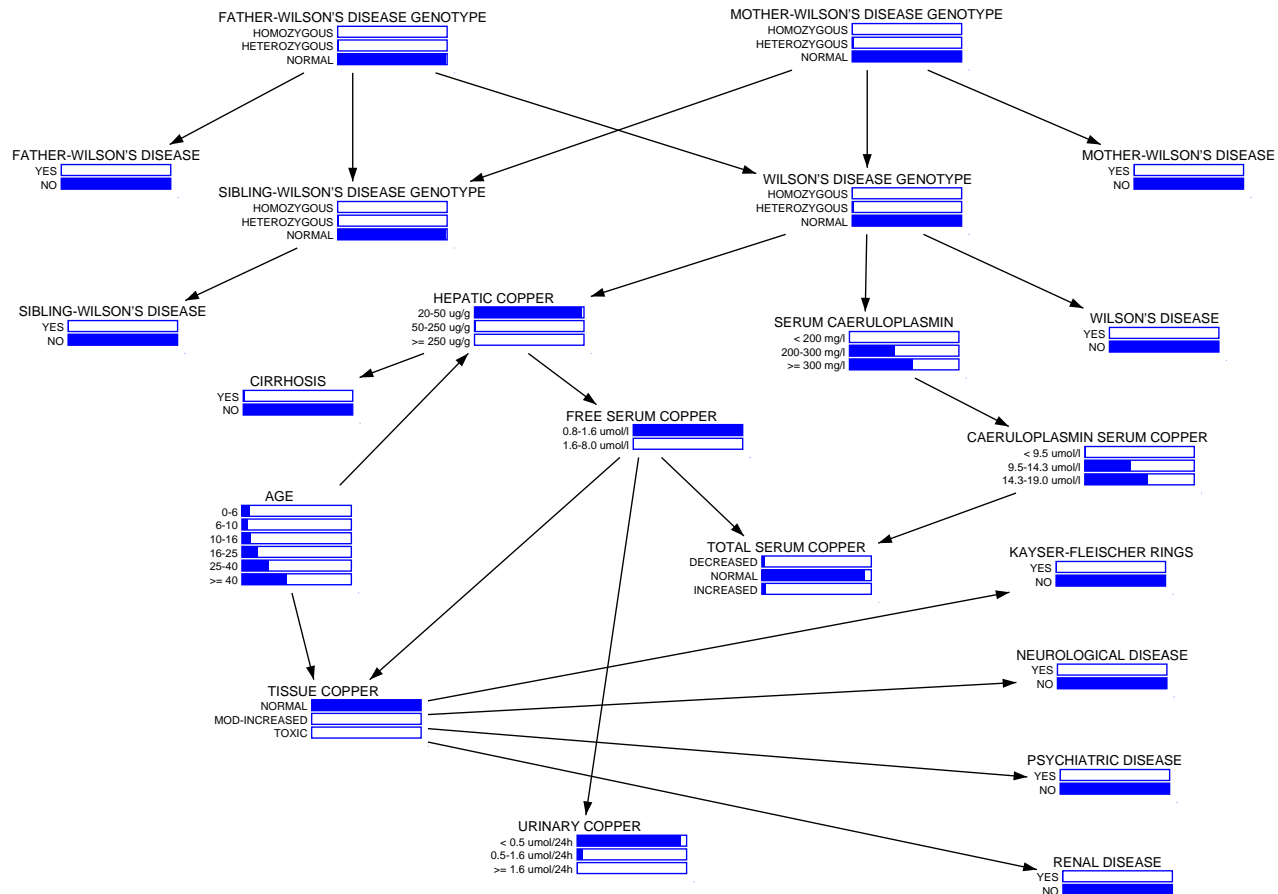 FATHER-WILSON'S DISEASE GENOTYPE
HOMOZYGOUS
HETEROZYGOUS
NORMAL
MOTHER-WILSON'S DISEASE GENOTYPE
HOMOZYGOUS
HETEROZYGOUS
NORMAL
FATHER-WILSON'S DISEASE
YES
NO
MOTHER-WILSON'S DISEASE
YES
NO
SIBLING-WILSON'S DISEASE GENOTYPE
HOMOZYGOUS
HETEROZYGOUS
NORMAL
WILSON'S DISEASE GENOTYPE
HOMOZYGOUS
HETEROZYGOUS
NORMAL
SIBLING-WILSON'S DISEASE
YES
NO
HEPATIC COPPER
20-50 ug/g
50-250 ug/g
>= 250 ug/g
SERUM CAERULOPLASMIN
< 200 mg/l
200-300 mg/l
>= 300 mg/l
WILSON'S DISEASE
YES
NO
CIRRHOSIS
YES
NO
FREE SERUM COPPER
0.8-1.6 umol/l
1.6-8.0 umol/l
CAERULOPLASMIN SERUM COPPER
< 9.5 umol/l
9.5-14.3 umol/l
14.3-19.0 umol/l
AGE
0-6
6-10
10-16
16-25
25-40
>= 40
TOTAL SERUM COPPER
DECREASED
NORMAL
INCREASED
KAYSER-FLEISCHER RINGS
YES
NO
NEUROLOGICAL DISEASE
YES
NO
TISSUE COPPER
NORMAL
MOD-INCREASED
TOXIC
PSYCHIATRIC DISEASE
YES
NO
URINARY COPPER
< 0.5 umol/24h
0.5-1.6 umol/24h
>= 1.6 umol/24h
RENAL DISEASE
YES
NO